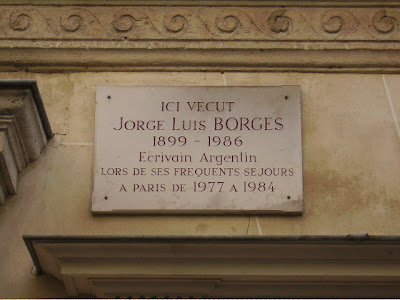 ICI VECUT
JORGE LUIS BORGES
1899 - 1986
Ecrivain Argentin
LORS DE SES FREQUENTS SEJOURS
A PARIS DE 1977 A 1984